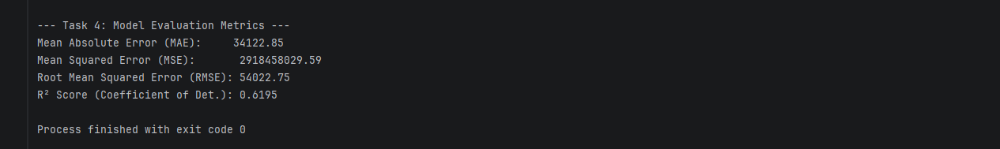 --- Task 4: Model Evaluation Metrics ---
Mean Absolute Error (MAE):     34122.85
Mean Squared Error (MSE):       2918458029.59
Root Mean Squared Error (RMSE): 54022.75
R² Score (Coefficient of Det.): 0.6195
Process finished with exit code 0